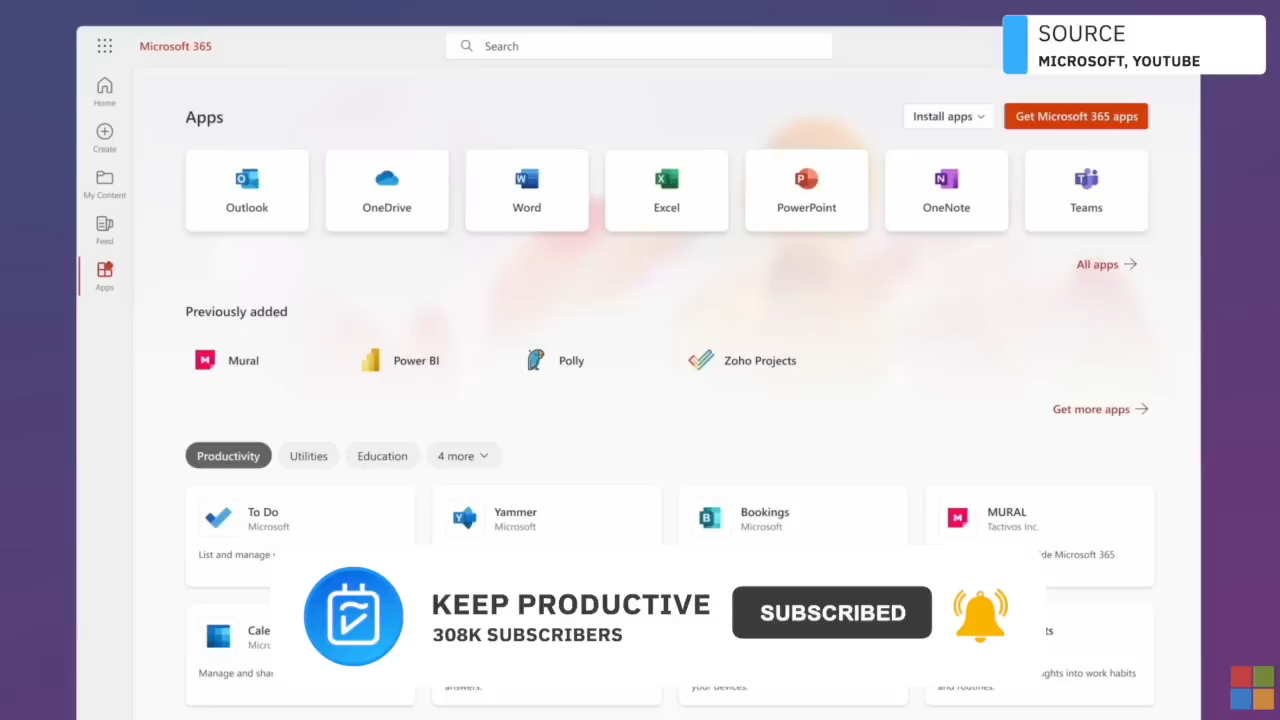 SOURCE
MICROSOFT, YOUTUBE
Microsoft 365
Search
Home
Create
My Content
Feed
Apps
Apps
Install apps
Get Microsoft 365 apps
Outlook
OneDrive
Word
Excel
PowerPoint
OneNote
Teams
All apps
Previously added
Mural
Power BI
Polly
Zoho Projects
Get more apps
Productivity
Utilities
Education
4 more
To Do
Microsoft
List and manage
Yammer
Microsoft
Bookings
Microsoft
MURAL
Tactivos Inc.
de Microsoft 365
KEEP PRODUCTIVE
308K SUBSCRIBERS
SUBSCRIBED
Cale
Micr
Manage and shar
ts
ghts into work habits
answers.
your devices.
and routines.